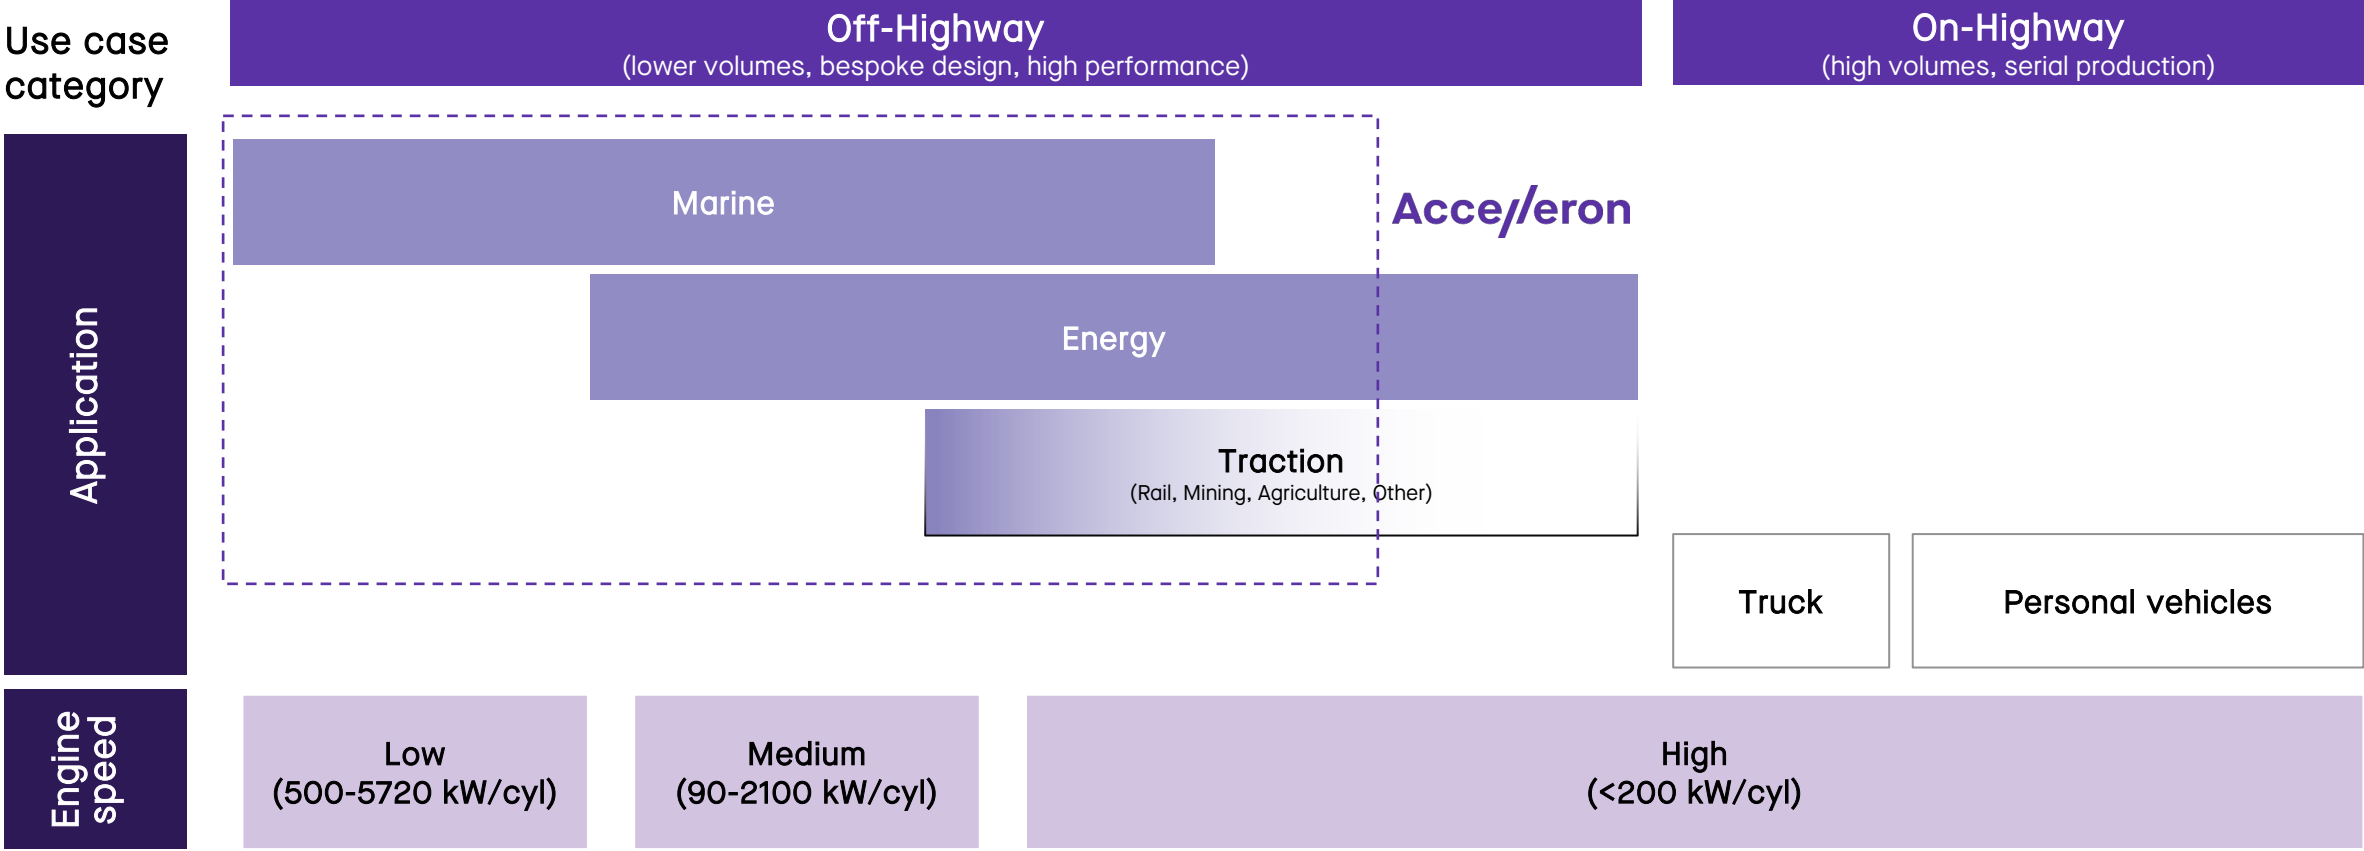 Use case
category
Off-Highway
(lower volumes, bespoke design, high performance)
On-Highway
(high volumes, serial production)
Application
Marine
Accelleron
Energy
Traction
(Rail, Mining, Agriculture, Other)
Truck
Personal vehicles
Engine
speed
Low
(500-5720 kW/cyl)
Medium
(90-2100 kW/cyl)
High
(<200 kW/cyl)